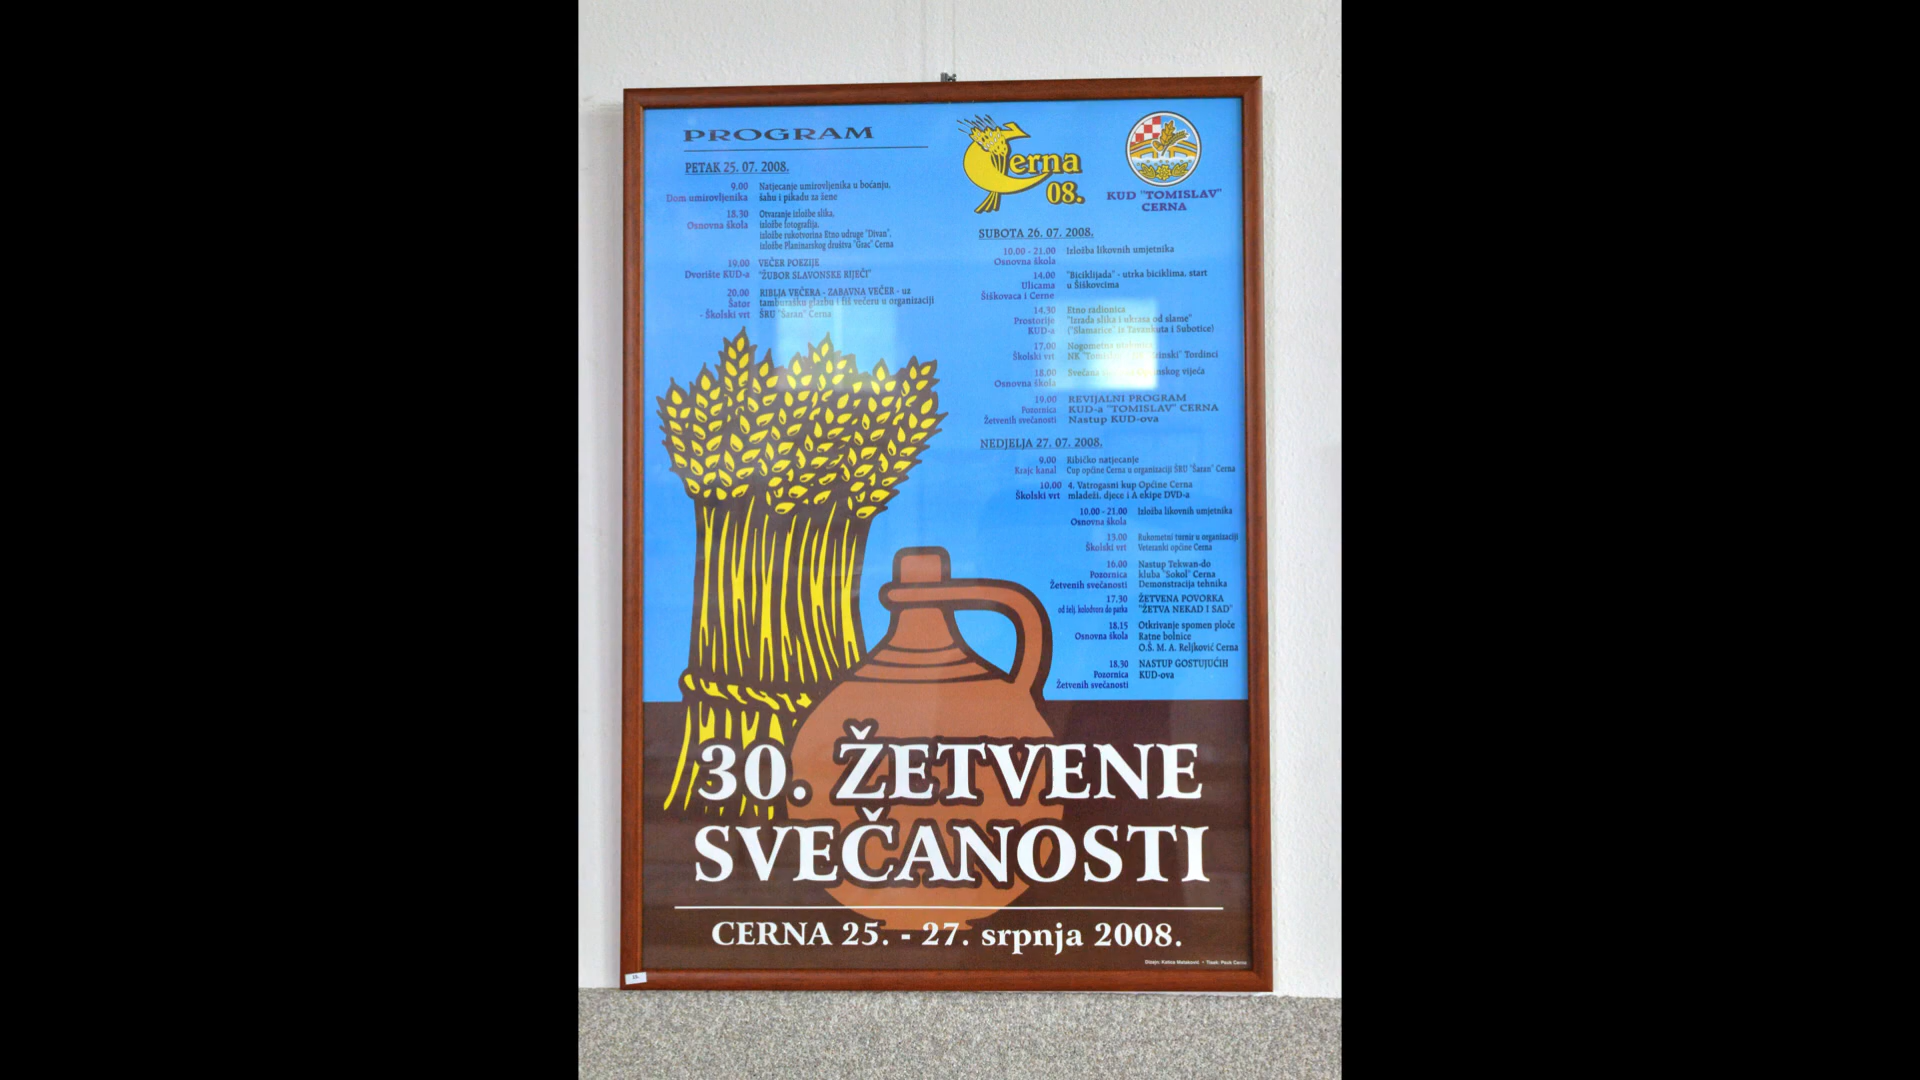 PROGRAM
PETAK 25. 07. 2008.
9.00 Natjecanje umirovljenika u boćanju,
Dom umirovljenika šahu i pikadu za žene
18.30 Otvaranje izložbe slika,
Osnovna škola izložbe fotografija,
izložbe rukotvorina Etno udruge "Divan",
izložbe Planinarskog društva "Grac" Cerna
19.00 VEČER POEZIJE
Dvorište KUD-a "ŽUBOR SLAVONSKE RIJEČI"
20.00 RIBLJA VEČERA - ZABAVNA VEČER - uz
Šator tamburašku glazbu i fiš večeru u organizaciji
- Školski vrt ŠRU "Šaran" Cerna
Cerna
08.
KUD "TOMISLAV"
CERNA
SUBOTA 26. 07. 2008.
10.00 - 21.00 Izložba likovnih umjetnika
Osnovna škola
14.00 "Biciklijada" - utrka biciklima, start
Ulicama u Šiškovcima
Šiškovaca i Cerne
14.30 Etno radionica
Prostorije "Izrada slika i ukrasa od slame"
KUD-a ("Slamarice" iz Tavankuta i Subotice)
17.00 Nogometna
Školski vrt NK Tordinci
18.00 Svečana vijeća
Osnovna škola
19.00 REVIJALNI PROGRAM
Pozornica KUD-a "TOMISLAV" CERNA
Žetvenih svečanosti Nastup KUD-ova
NEDJELJA 27. 07. 2008.
9.00 Ribičko natjecanje
Krajc kanal Cup općine Cerna u organizaciji ŠRU "Šaran" Cerna
10.00 4. Vatrogasni kup Općine Cerna
Školski vrt mladeži, djece i A ekipe DVD-a
10.00 - 21.00 Izložba likovnih umjetnika
Osnovna škola
13.00 Rukometni turnir u organizaciji
Školski vrt Veteranki općine Cerna
16.00 Nastup Tekwan-do
Pozornica kluba "Sokol" Cerna
Žetvenih svečanosti Demonstracija tehnika
17.30 ŽETVENA POVORKA
od želj. kolodvora do parka "ŽETVA NEKAD I SAD"
18.15 Otkrivanje spomen ploče
Osnovna škola Ratne bolnice
O.Š. M. A. Reljković Cerna
18.30 NASTUP GOSTUJUĆIH
Pozornica KUD-ova
Žetvenih svečanosti
30. ŽETVENE
SVEČANOSTI
CERNA 25. - 27. srpnja 2008.